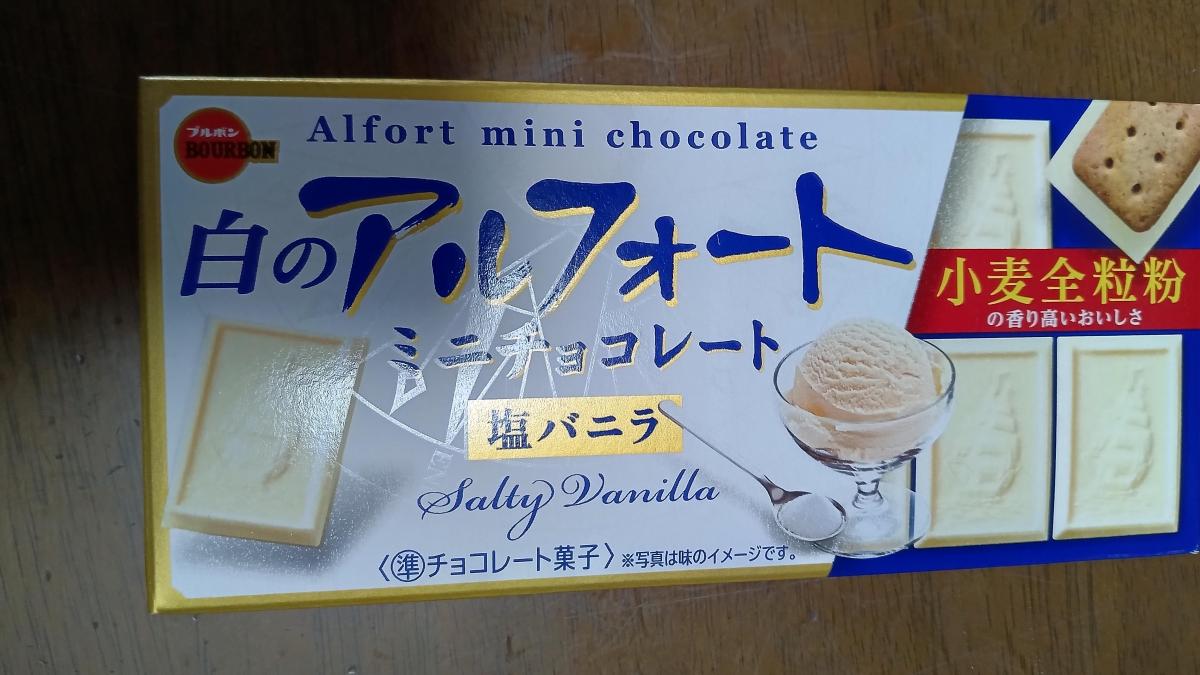 ブルボン
BOURBON
Alfort mini chocolate
白のアルフォート
ミニチョコレート
塩バニラ
Salty Vanilla
〈準チョコレート菓子〉※写真は味のイメージです。
小麦全粒粉
の香り高いおいしさ